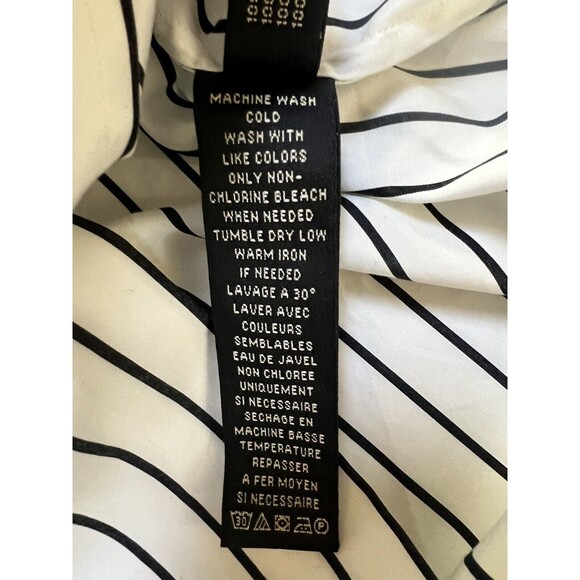 MACHINE WASH
COLD
WASH WITH
LIKE COLORS
ONLY NON-
CHLORINE BLEACH
WHEN NEEDED
TUMBLE DRY LOW
WARM IRON
IF NEEDED
LAVAGE A 30°
LAVER AVEC
COULEURS
SEMBLABLES
EAU DE JAVEL
NON CHLOREE
UNIQUEMENT
SI NECESSAIRE
SECHAGE EN
MACHINE BASSE
TEMPERATURE
REPASSER
A FER MOYEN
SI NECESSAIRE
30 P